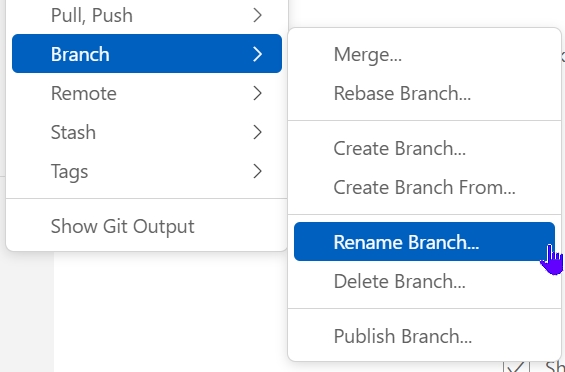 Pull, Push
Branch
Remote
Stash
Tags
Show Git Output
Merge...
Rebase Branch...
Create Branch...
Create Branch From...
Rename Branch...
Delete Branch...
Publish Branch...